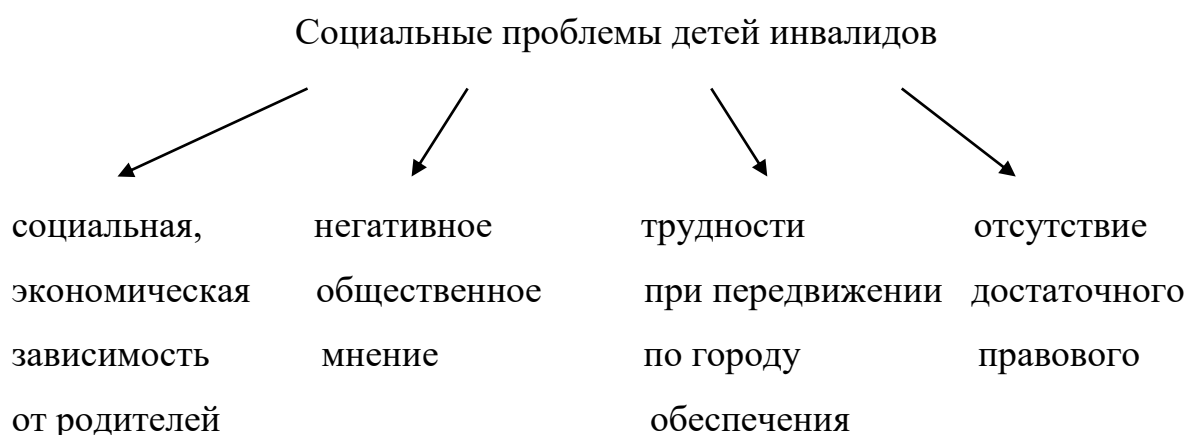 Социальные проблемы детей инвалидов
социальная, негативное трудности отсутствие
экономическая общественное при передвижении достаточного
зависимость мнение по городу правового
от родителей обеспечения